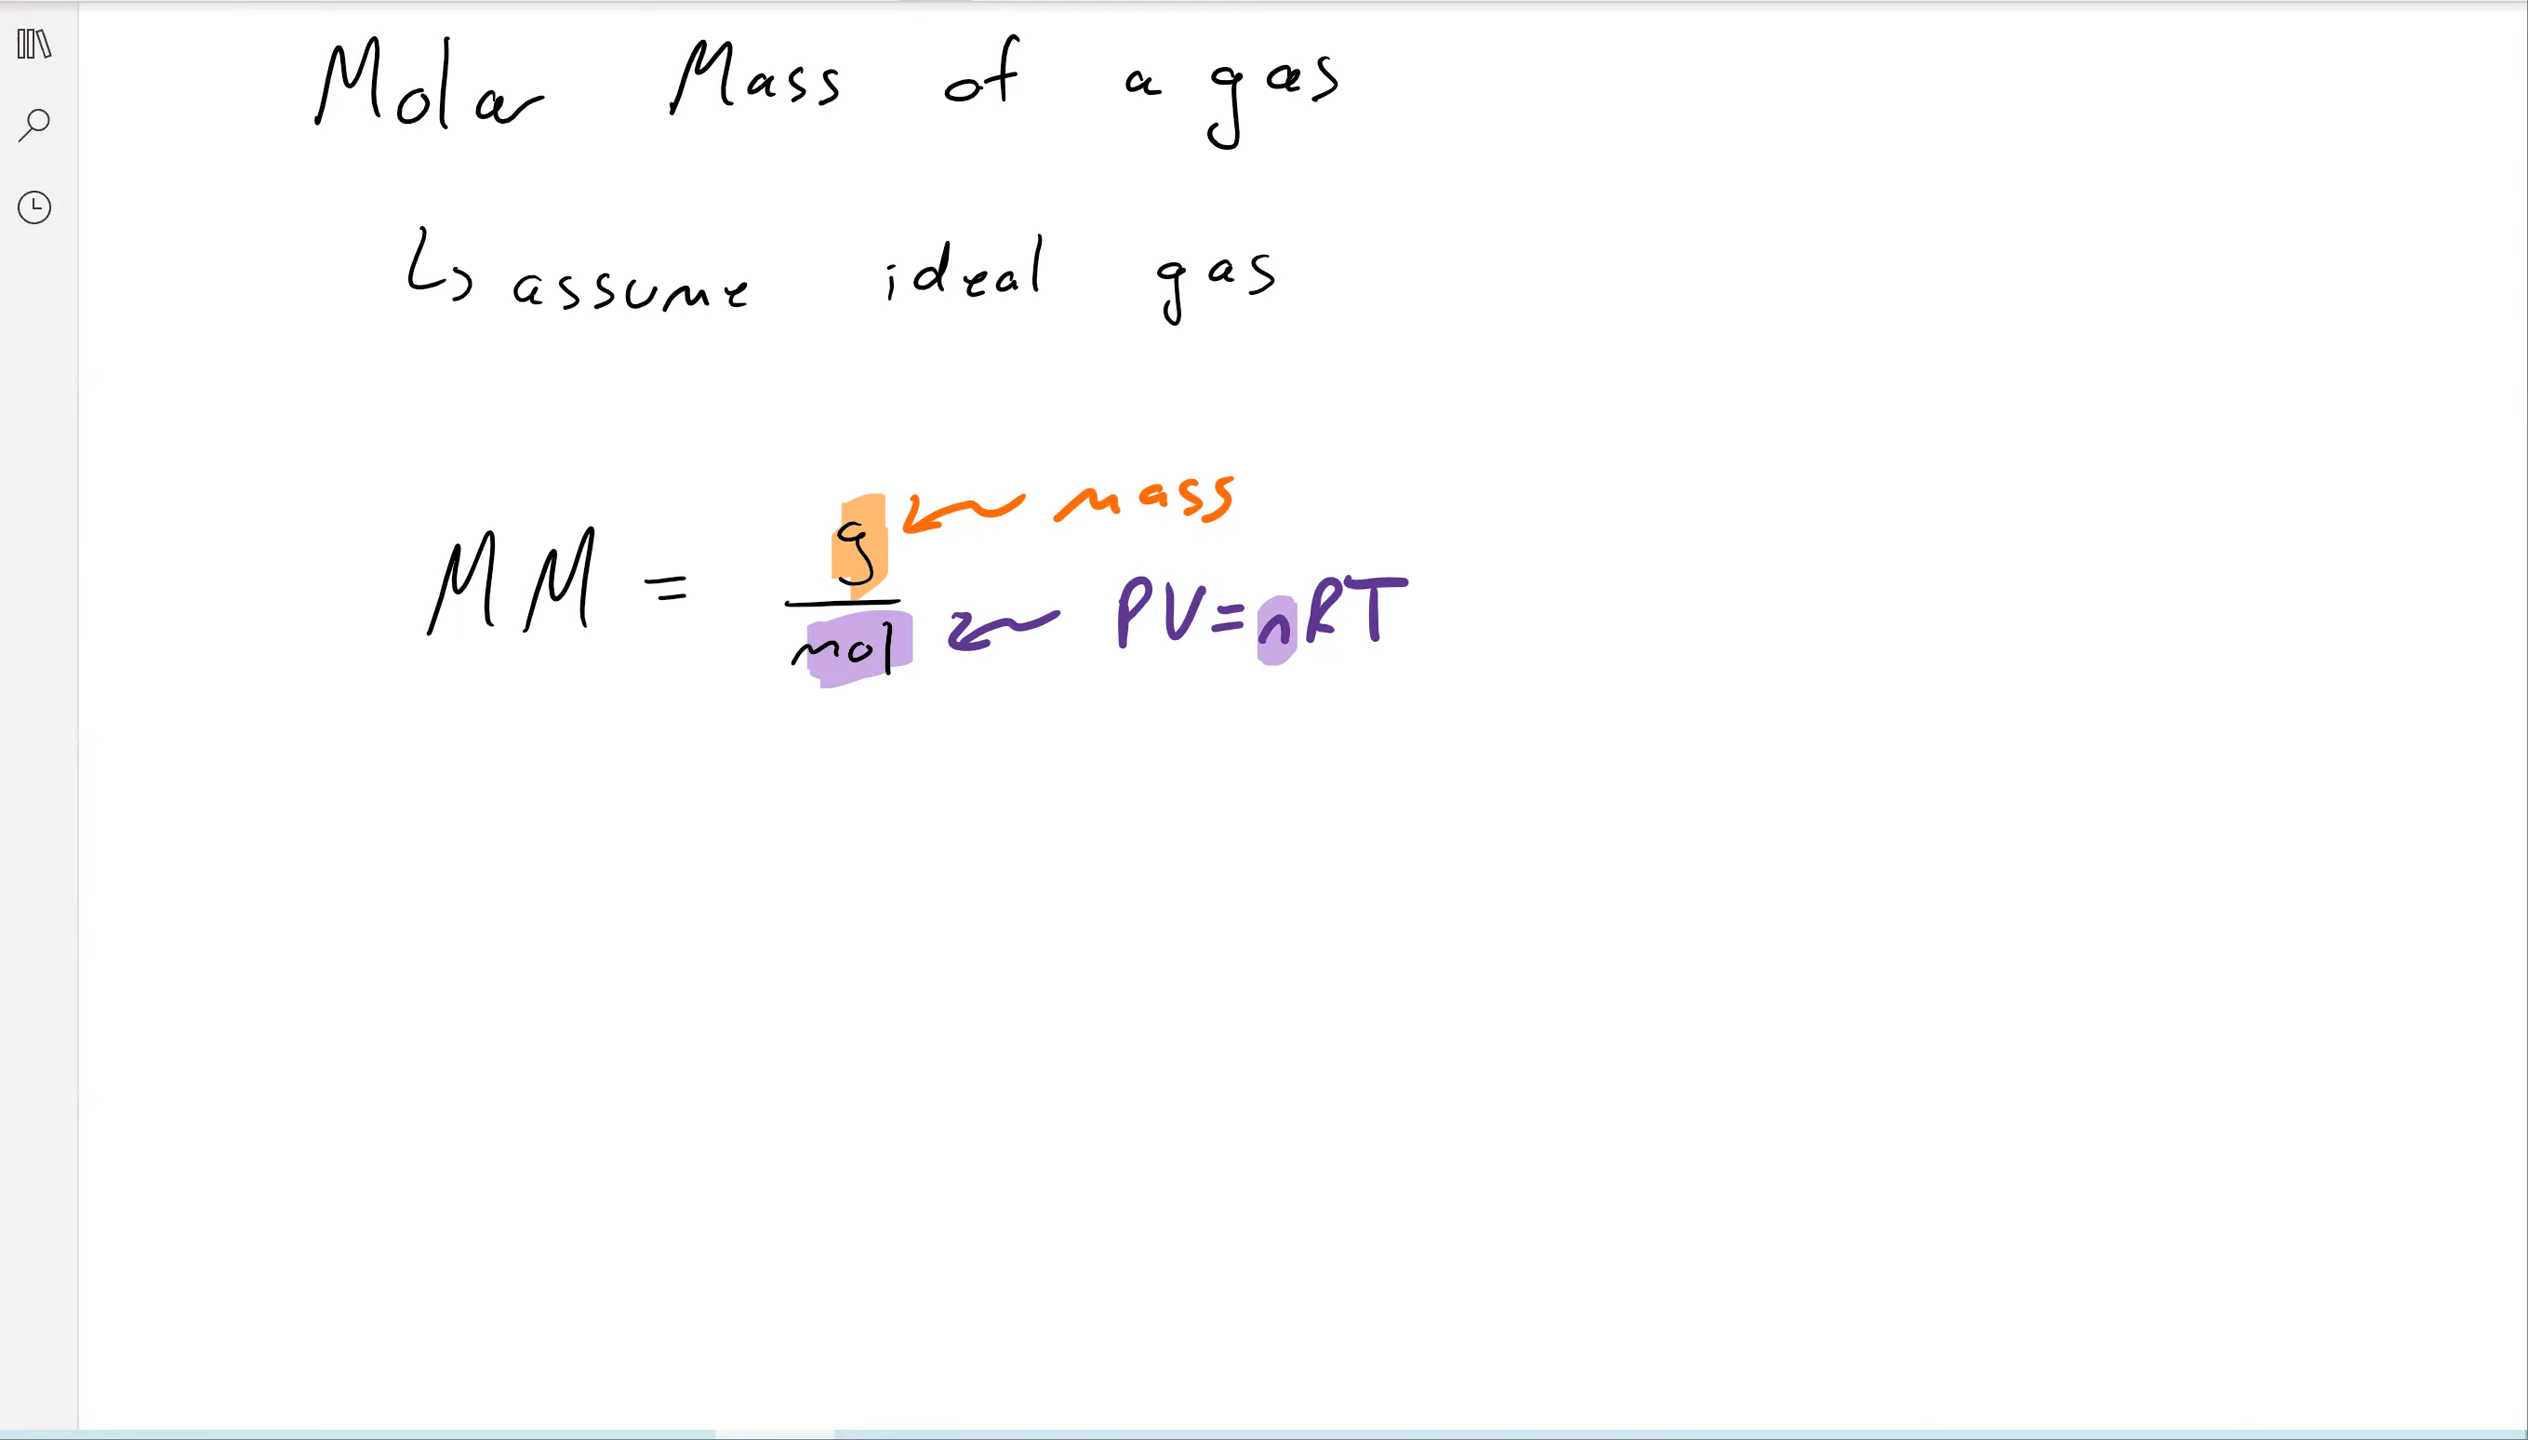 Molar Mass of a gas
↳ assume ideal gas
g ← mass
MM =
mol ← PV=nRT